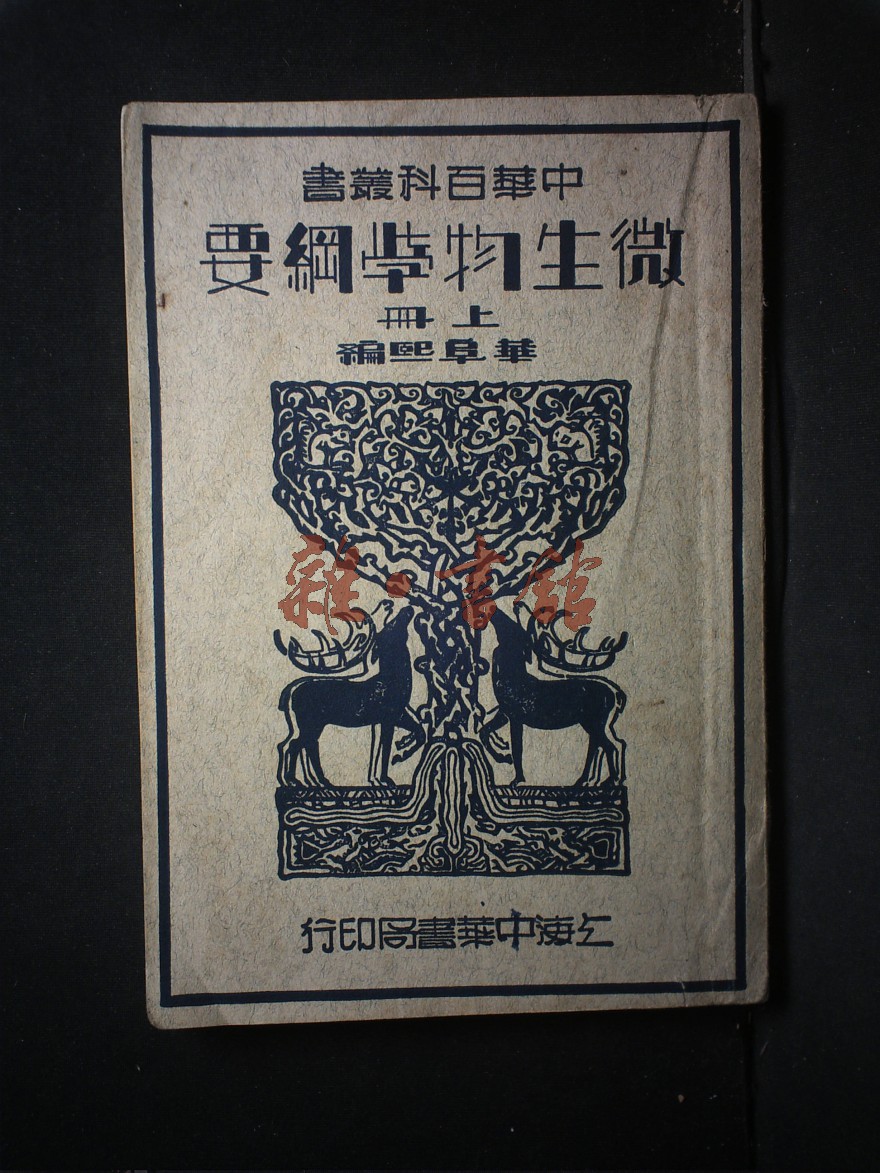 中華百科叢書
微生物學綱要
上冊
華阜熙編
雜·書館
上海中華書局印行